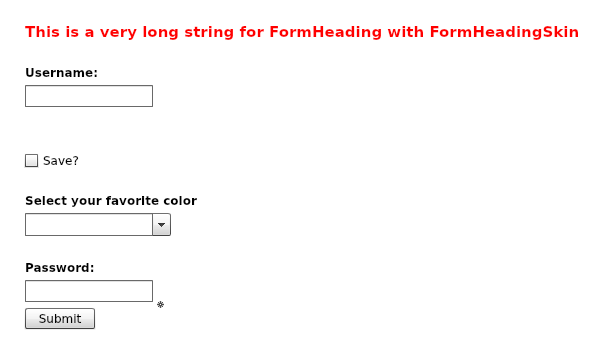 This is a very long string for FormHeading with FormHeadingSkin
Username:
Save?
Select your favorite color
Password:
*
Submit